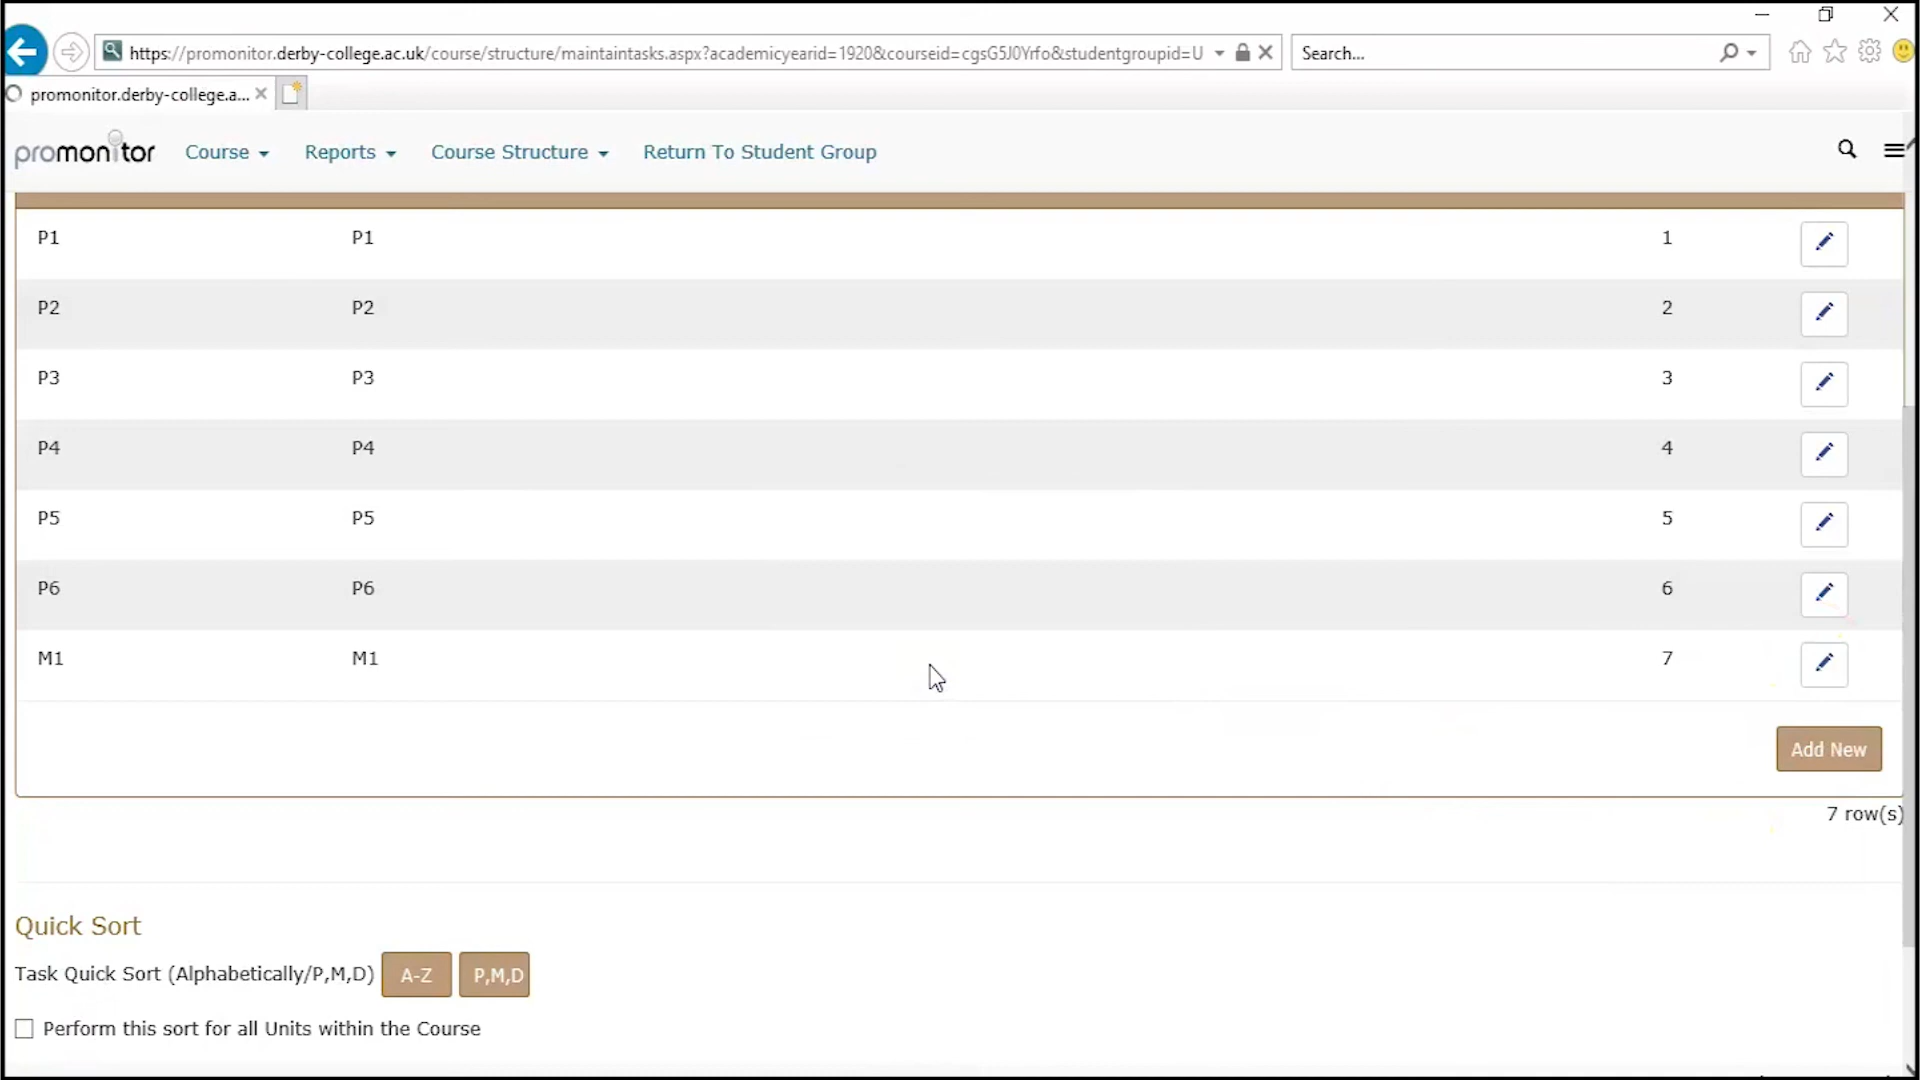 https://promonitor.derby-college.ac.uk/course/structure/maintaintasks.aspx?academicyearid=1920&courseid=cgsG5J0Yrfo&studentgroupid=U
Search...
promonitor.derby-college.a...
promonitor
Course
Reports
Course Structure
Return To Student Group
P1 P1 1
P2 P2 2
P3 P3 3
P4 P4 4
P5 P5 5
P6 P6 6
M1 M1 7
Add New
7 row(s)
Quick Sort
Task Quick Sort (Alphabetically/P,M,D) A-Z P,M,D
Perform this sort for all Units within the Course